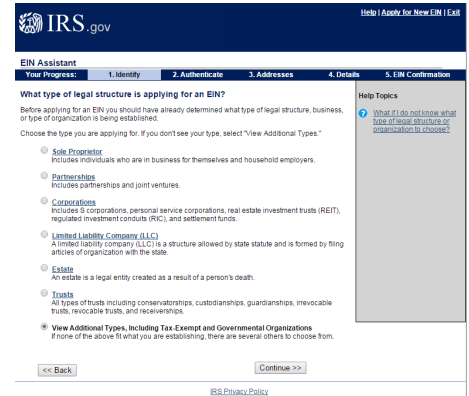 Help | Apply for New EIN | Exit
IRS.gov
EIN Assistant
Your Progress: 1. Identify 2. Authenticate 3. Addresses 4. Details 5. EIN Confirmation
What type of legal structure is applying for an EIN?
Before applying for an EIN you should have already determined what type of legal structure, business,
or type of organization is being established.
Choose the type you are applying for. If you don't see your type, select "View Additional Types."
Sole Proprietor
Includes individuals who are in business for themselves and household employers.
Partnerships
Includes partnerships and joint ventures.
Corporations
Includes S corporations, personal service corporations, real estate investment trusts (REIT),
regulated investment conduits (RIC), and settlement funds.
Limited Liability Company (LLC)
A limited liability company (LLC) is a structure allowed by state statute and is formed by filing
articles of organization with the state.
Estate
An estate is a legal entity created as a result of a person's death.
Trusts
All types of trusts including conservatorships, custodianships, guardianships, irrevocable
trusts, revocable trusts, and receiverships.
View Additional Types, Including Tax-Exempt and Governmental Organizations
If none of the above fit what you are establishing, there are several others to choose from.
<< Back
Continue >>
Help Topics
What if I do not know what
type of legal structure or
organization to choose?
IRS Privacy Policy